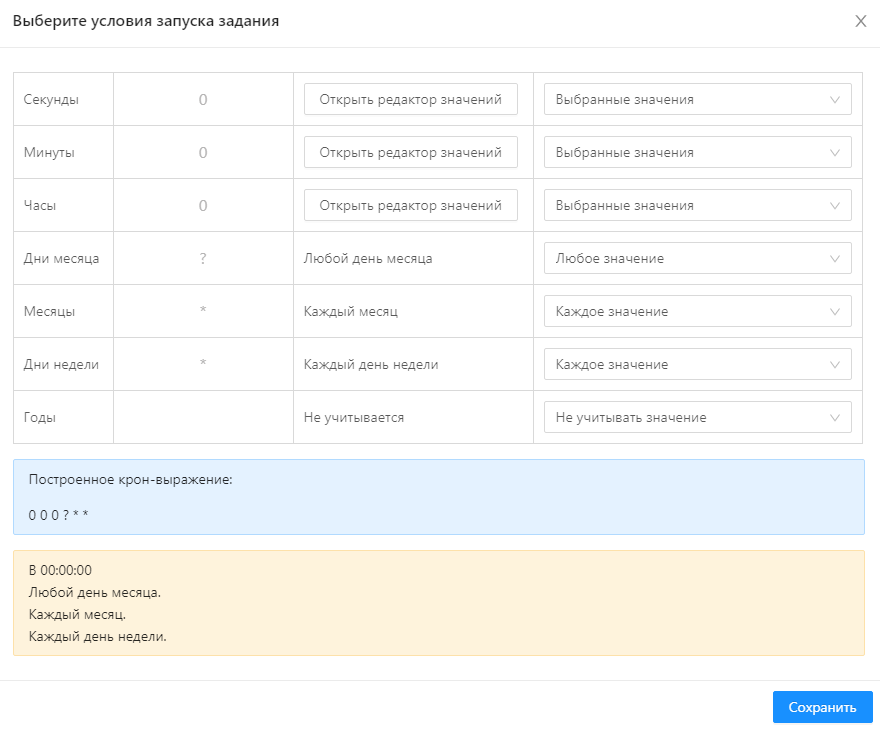 Выберите условия запуска задания
Секунды 0 Открыть редактор значений Выбранные значения
Минуты 0 Открыть редактор значений Выбранные значения
Часы 0 Открыть редактор значений Выбранные значения
Дни месяца ? Любой день месяца Любое значение
Месяцы * Каждый месяц Каждое значение
Дни недели * Каждый день недели Каждое значение
Годы Не учитывается Не учитывать значение
Построенное крон-выражение:
0 0 0 ? * *
В 00:00:00
Любой день месяца.
Каждый месяц.
Каждый день недели.
Сохранить